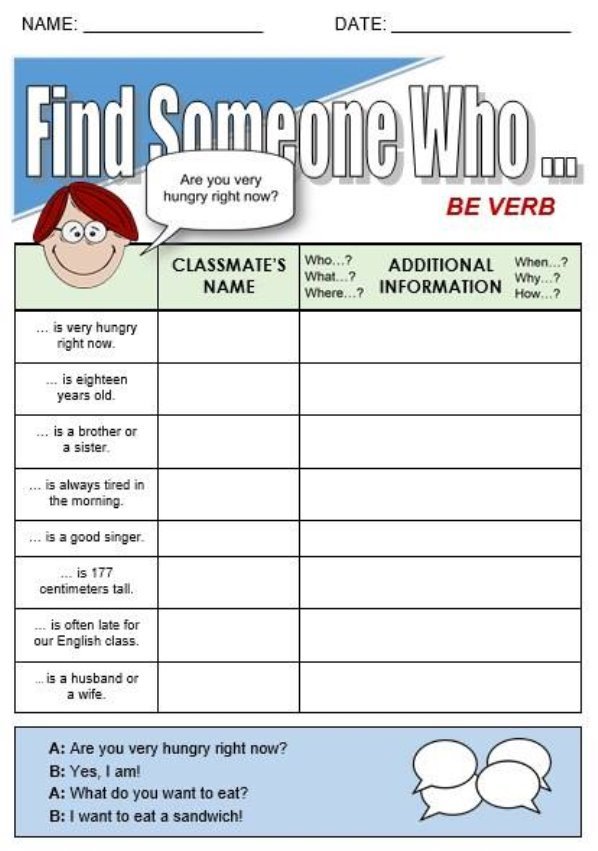 NAME: ____________________ DATE: ____________________
Find Someone Who ...
Are you very
hungry right now?
BE VERB
CLASSMATE'S
NAME
Who...?
What...?
Where...?
ADDITIONAL
INFORMATION
When...?
Why...?
How...?
... is very hungry
right now.
... is eighteen
years old.
... is a brother or
a sister.
... is always tired in
the morning.
... is a good singer.
... is 177
centimeters tall.
... is often late for
our English class.
... is a husband or
a wife.
A: Are you very hungry right now?
B: Yes, I am!
A: What do you want to eat?
B: I want to eat a sandwich!